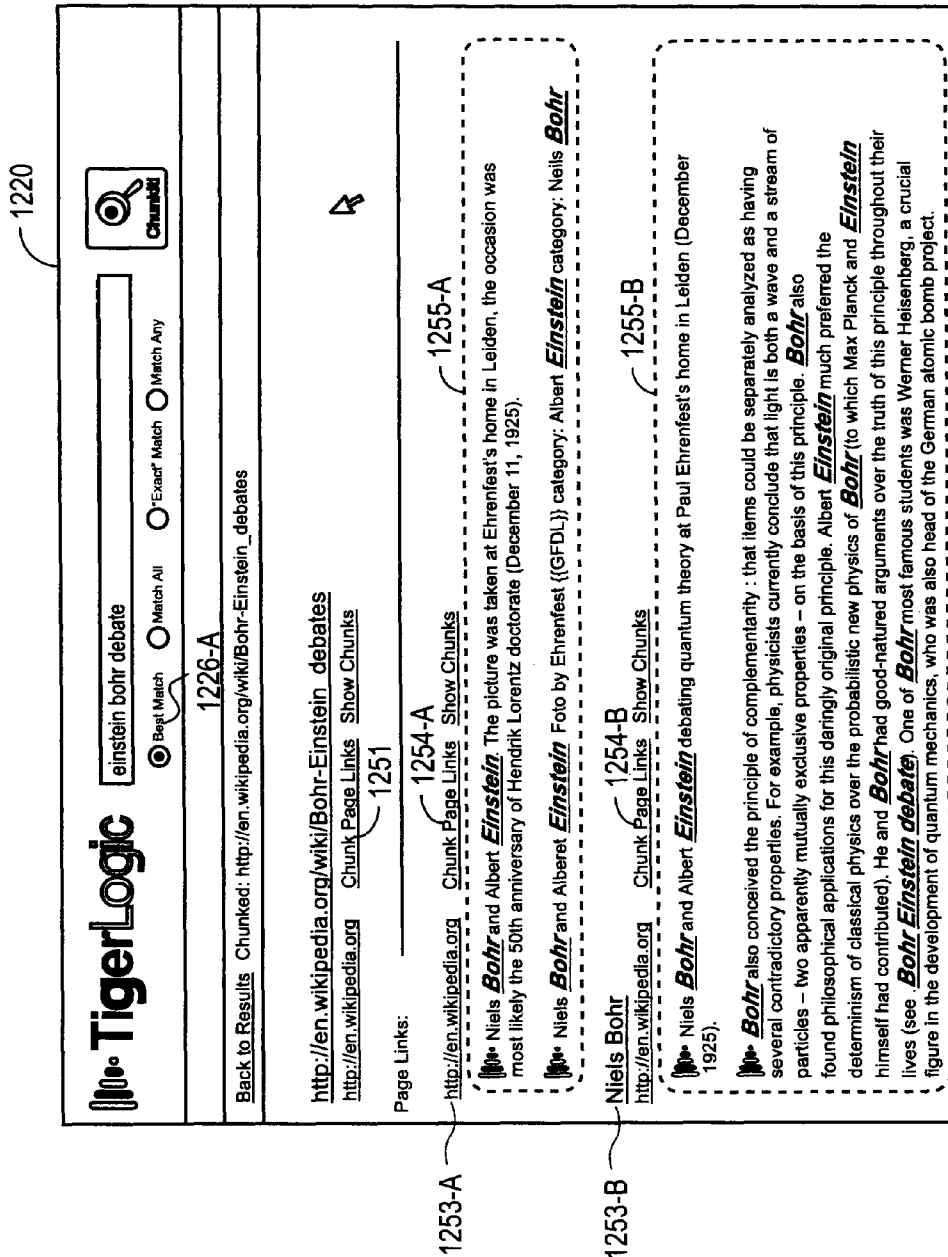 1220
TigerLogic
einstein bohr debate
Chunkit!
Best Match Match All "Exact" Match Match Any
1226-A
Back to Results Chunked: http://en.wikipedia.org/wiki/Bohr-Einstein_debates
http://en.wikipedia.org/wiki/Bohr-Einstein debates
http://en.wikipedia.org Chunk Page Links Show Chunks
1251
Page Links:
1254-A
1253-A
http://en.wikipedia.org Chunk Page Links Show Chunks
1255-A
Niels Bohr and Albert Einstein. The picture was taken at Ehrenfest's home in Leiden, the occasion was
most likely the 50th anniversary of Hendrik Lorentz doctorate (December 11, 1925).
Niels Bohr and Alberet Einstein Foto by Ehrenfest {{GFDL}} category: Albert Einstein category: Neils Bohr
1253-B
Niels Bohr
1254-B
http://en.wikipedia.org Chunk Page Links Show Chunks
1255-B
Niels Bohr and Albert Einstein debating quantum theory at Paul Ehrenfest's home in Leiden (December
1925).
Bohr also conceived the principle of complementarity : that items could be separately analyzed as having
several contradictory properties. For example, physicists currently conclude that light is both a wave and a stream of
particles – two apparently mutually exclusive properties – on the basis of this principle. Bohr also
found philosophical applications for this daringly original principle. Albert Einstein much preferred the
determinism of classical physics over the probabilistic new physics of Bohr (to which Max Planck and Einstein
himself had contributed). He and Bohr had good-natured arguments over the truth of this principle throughout their
lives (see Bohr Einstein debate). One of Bohr most famous students was Werner Heisenberg, a crucial
figure in the development of quantum mechanics, who was also head of the German atomic bomb project.